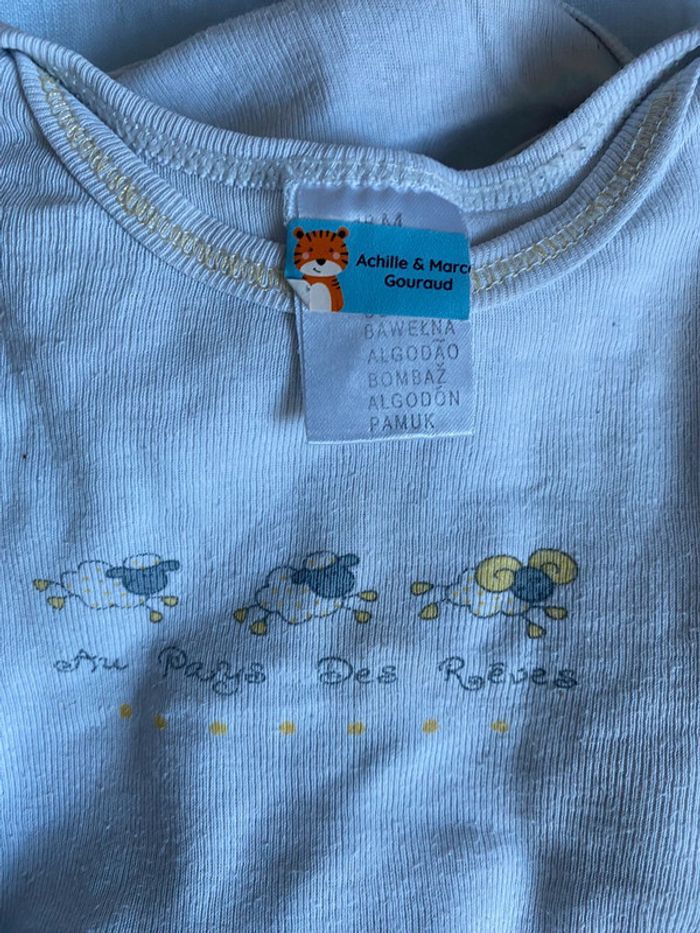 Achille & Marc
Gouraud
BAWEŁNA
ALGODÃO
BOMBAŽ
ALGODÓN
PAMUK
Au Pays Des Rêves